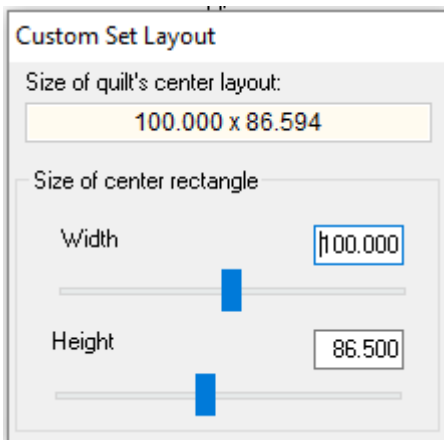 Custom Set Layout
Size of quilt's center layout:
100.000 x 86.594
Size of center rectangle
Width
100.000
Height
86.500